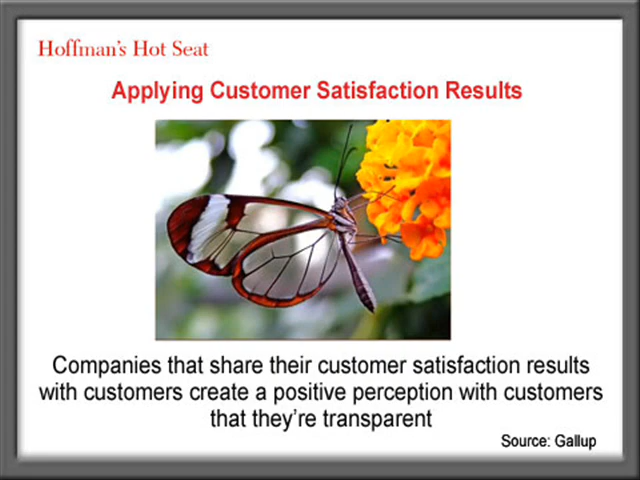 Hoffman's Hot Seat
Applying Customer Satisfaction Results
Companies that share their customer satisfaction results
with customers create a positive perception with customers
that they're transparent
Source: Gallup